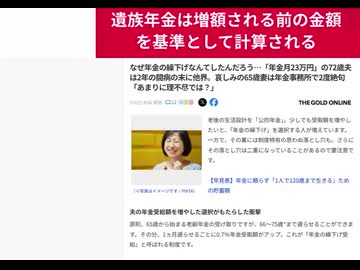 遺族年金は増額される前の金額
を基準として計算される
なぜ年金の繰下げなんてしたんだろう…「年金月23万円」の72歳夫
は2年の闘病の末に他界。哀しみの65歳妻は年金事務所で2度絶句
「あまりに理不尽では？」
THE GOLD ONLINE
老後の生活設計を「公的年金」。少しでも受給額を増やし
たいと、「年金の繰下げ」を選択する人が増えています。
一方で、その裏には制度特有の思わぬ落とし穴も。さらに
その落とし穴は二重になっていることがあるので要注意で
す。
【早見表】年金に頼らず「1人で120歳まで生きる」ため
の貯蓄額
（※写真はイメージです／PIXTA）
夫の年金受給額を増やした選択がもたらした衝撃
原則、65歳から始まる老齢年金の受け取りですが、66〜75歳まで遅らせることができま
す。その分、1ヵ月遅らせるごとに0.7％年金受取額がアップ。これが「年金の繰下げ受
給」と呼ばれる制度です。